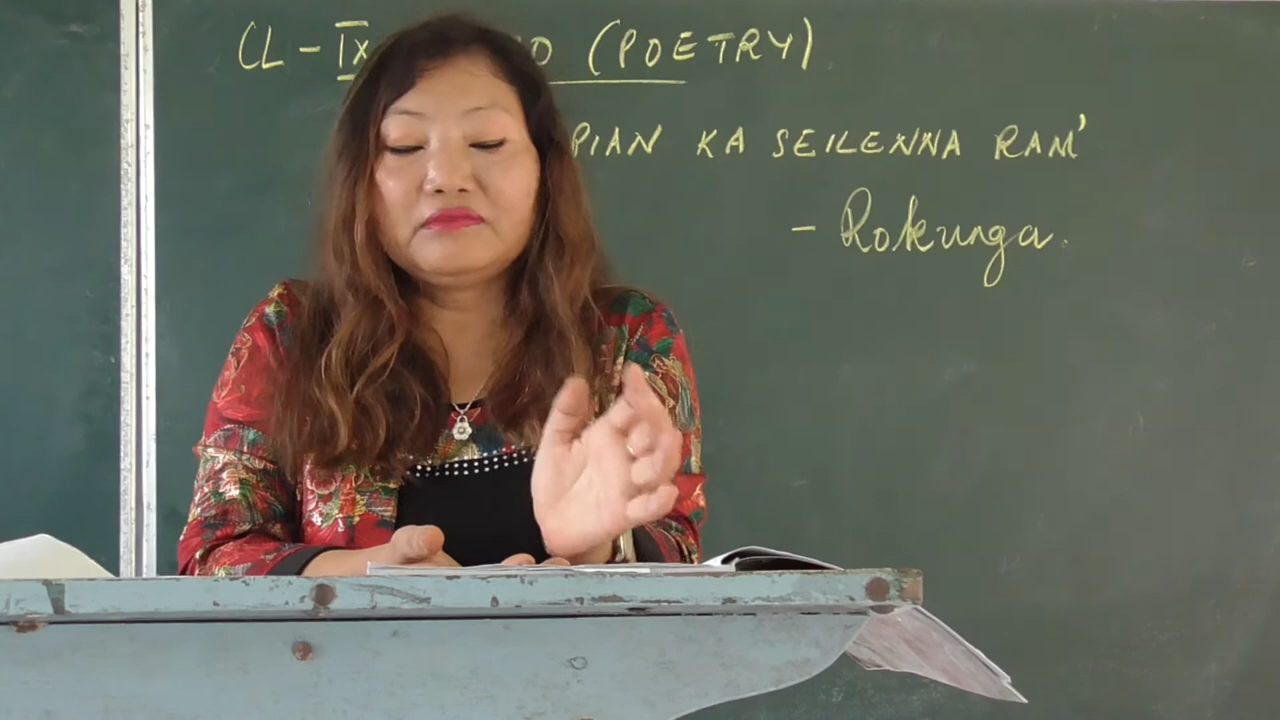 CL - IX (POETRY)
PIAN KA SEILENNA RAM'
- Rokunga.